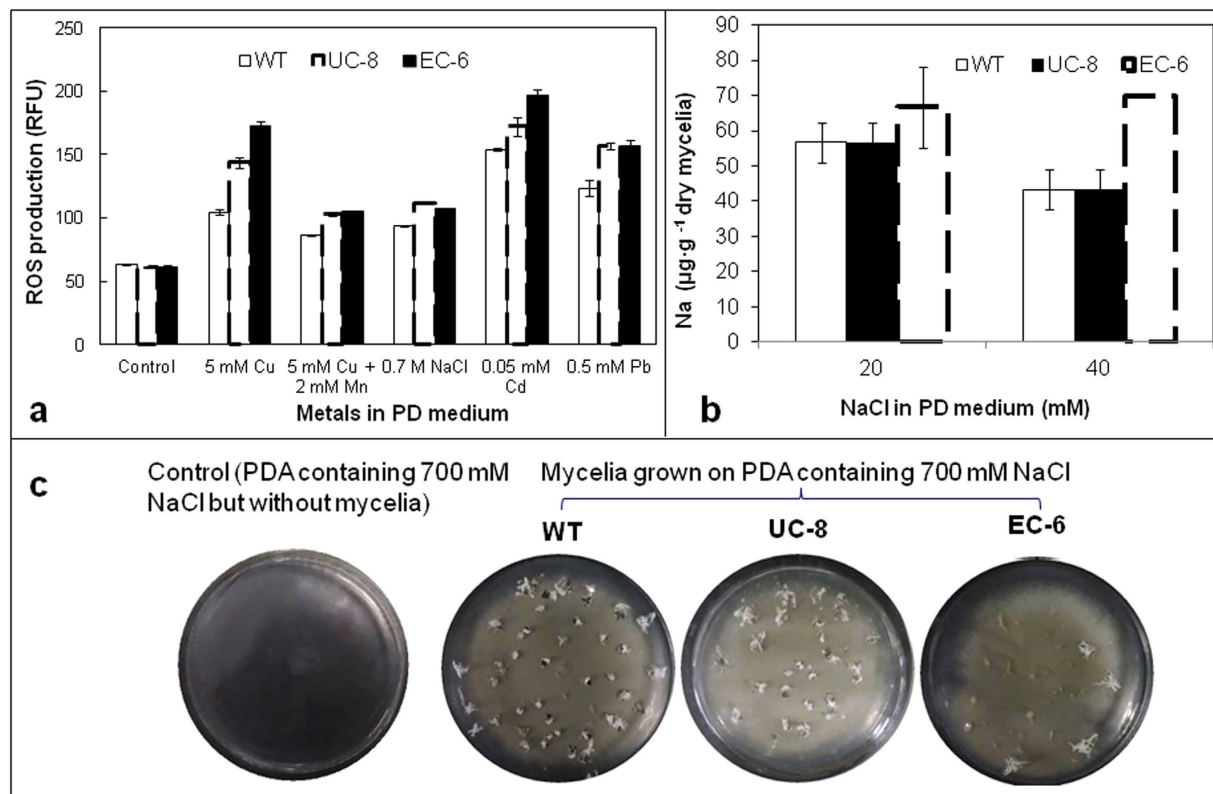 250
200
150
100
50
0
ROS production (RFU)
WT UC-8 EC-6
Control 5 mM Cu 5 mM Cu + 0.7 M NaCl 0.05 mM 0.5 mM Pb
2 mM Mn Cd
Metals in PD medium
a
90
80
70
60
50
40
30
20
10
0
Na (µg·g ⁻¹ dry mycelia)
WT UC-8 EC-6
20 40
NaCl in PD medium (mM)
b
c
Control (PDA containing 700 mM
NaCl but without mycelia)
Mycelia grown on PDA containing 700 mM NaCl
WT UC-8 EC-6